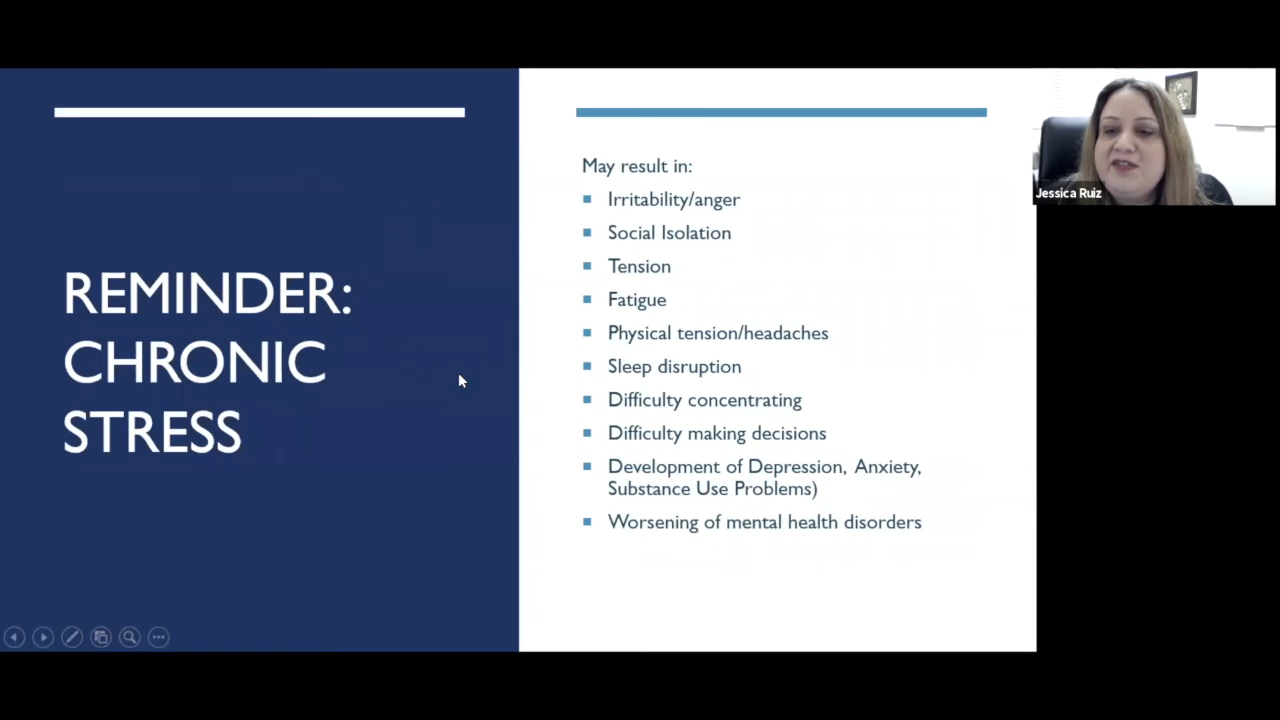 REMINDER:
CHRONIC
STRESS
May result in:
Irritability/anger
Social Isolation
Tension
Fatigue
Physical tension/headaches
Sleep disruption
Difficulty concentrating
Difficulty making decisions
Development of Depression, Anxiety,
Substance Use Problems)
Worsening of mental health disorders
Jessica Ruiz